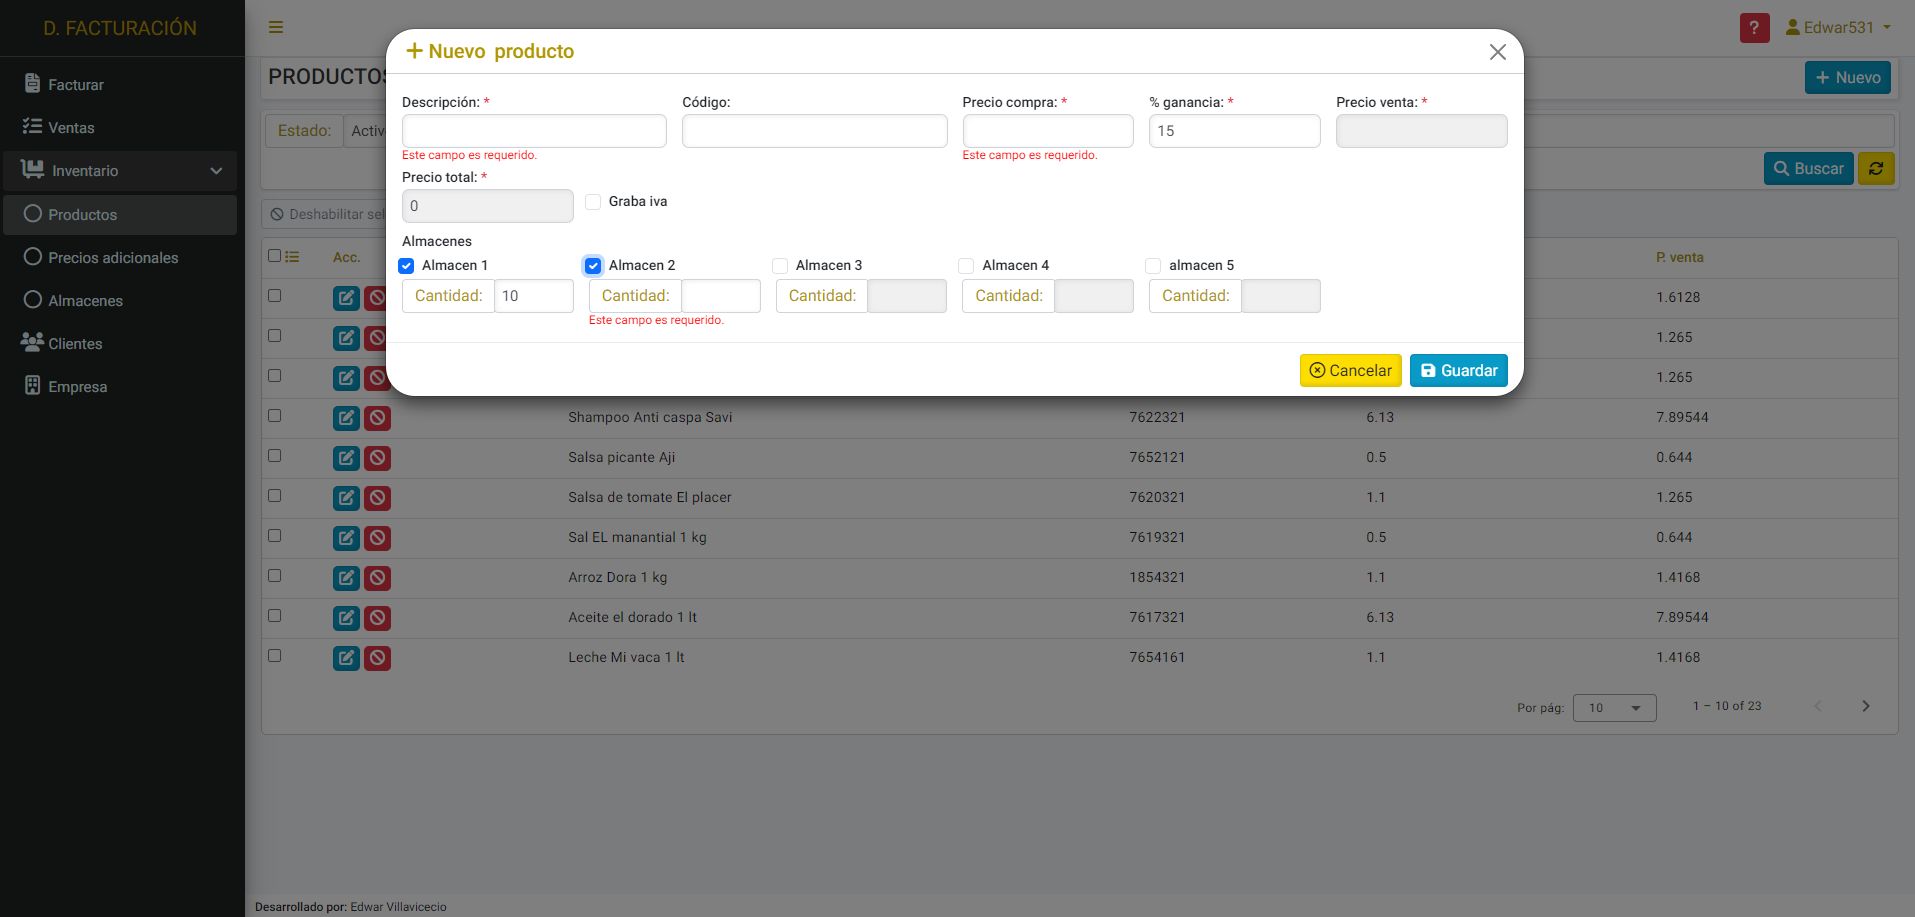 D. FACTURACIÓN
Facturar
Ventas
Inventario
Productos
Precios adicionales
Almacenes
Clientes
Empresa
? Edwar531
PRODUCTOS
+ Nuevo
Estado: Activ
Buscar
Deshabilitar sel
+ Nuevo producto
Descripción: * Código: Precio compra: * % ganancia: * Precio venta: *
15
Este campo es requerido. Este campo es requerido.
Precio total: *
0 Graba iva
Almacenes
Almacen 1 Almacen 2 Almacen 3 Almacen 4 almacen 5
Cantidad: 10 Cantidad: Cantidad: Cantidad: Cantidad:
Este campo es requerido.
Cancelar Guardar
Acc. P. venta
1.6128
1.265
1.265
Shampoo Anti caspa Savi 7622321 6.13 7.89544
Salsa picante Aji 7652121 0.5 0.644
Salsa de tomate El placer 7620321 1.1 1.265
Sal EL manantial 1 kg 7619321 0.5 0.644
Arroz Dora 1 kg 1854321 1.1 1.4168
Aceite el dorado 1 lt 7617321 6.13 7.89544
Leche Mi vaca 1 lt 7654161 1.1 1.4168
Por pág: 10 1 – 10 of 23
Desarrollado por: Edwar Villavicecio